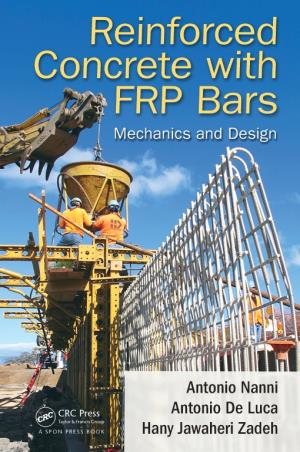 Reinforced
Concrete with
FRP Bars
Mechanics and Design
Antonio Nanni
Antonio De Luca
Hany Jawaheri Zadeh
CRC
CRC Press
Taylor & Francis Group
A SPON PRESS BOOK